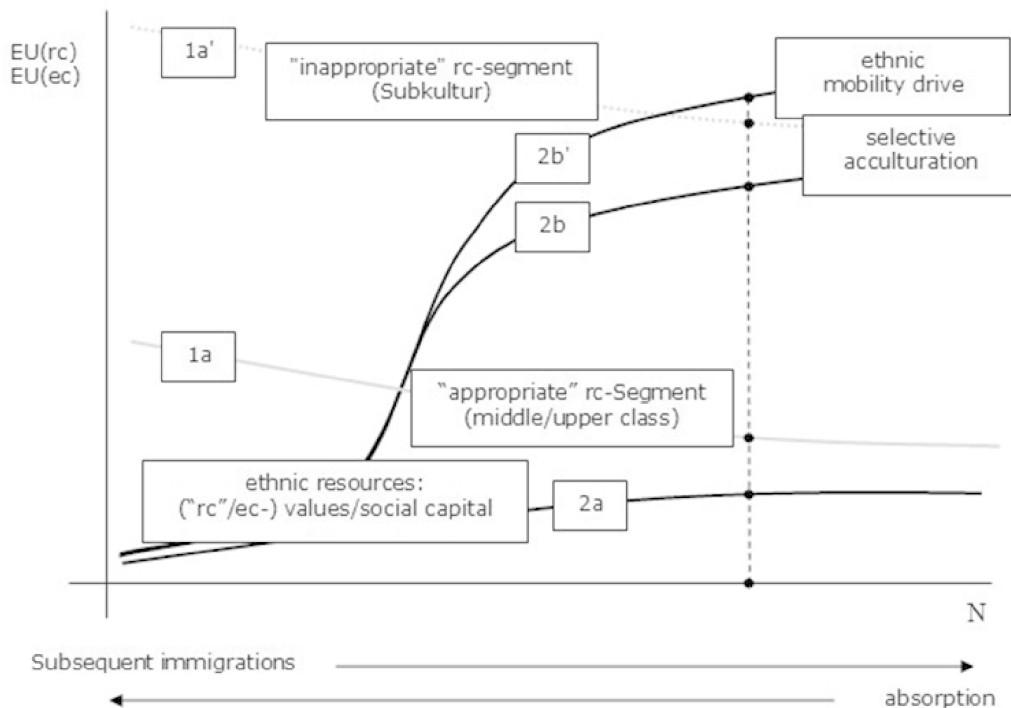 EU(rc)
EU(ec)
1a'
"inappropriate" rc-segment
(Subkultur)
ethnic
mobility drive
selective
acculturation
2b'
2b
1a
“appropriate” rc-Segment
(middle/upper class)
ethnic resources:
(“rc”/ec-) values/social capital
2a
N
Subsequent immigrations
absorption